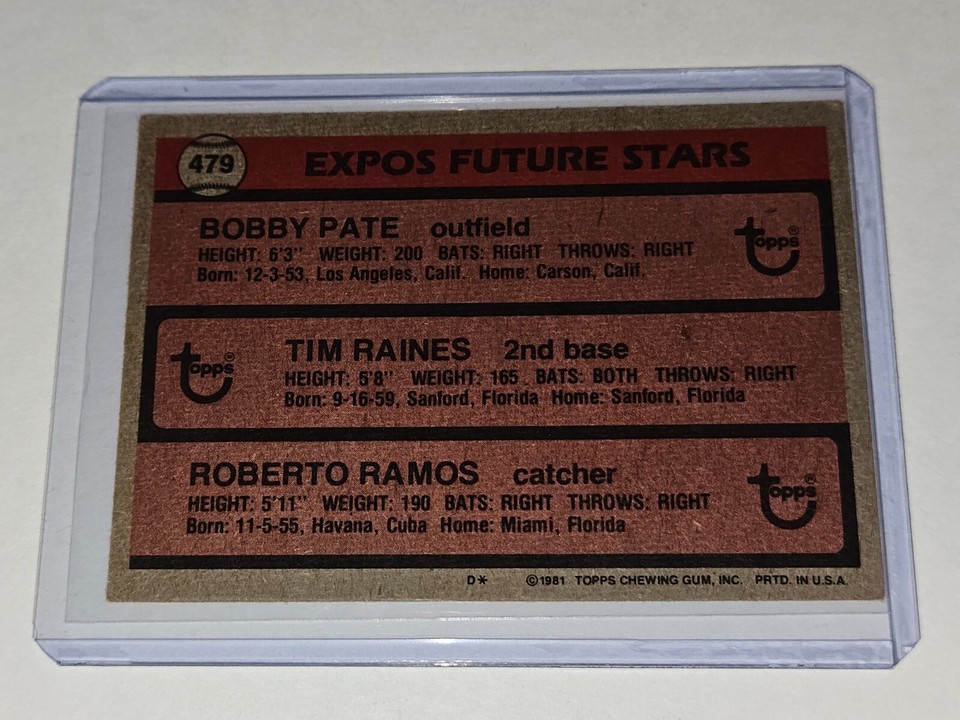 479 EXPOS FUTURE STARS
BOBBY PATE outfield
HEIGHT: 6'3" WEIGHT: 200 BATS: RIGHT THROWS: RIGHT
Born: 12-3-53, Los Angeles, Calif. Home: Carson, Calif.
topps®
TIM RAINES 2nd base
HEIGHT: 5'8" WEIGHT: 165 BATS: BOTH THROWS: RIGHT
Born: 9-16-59, Sanford, Florida Home: Sanford, Florida
topps®
ROBERTO RAMOS catcher
HEIGHT: 5'11" WEIGHT: 190 BATS: RIGHT THROWS: RIGHT
Born: 11-5-55, Havana, Cuba Home: Miami, Florida
topps®
D* ©1981 TOPPS CHEWING GUM, INC. PRTD. IN U.S.A.